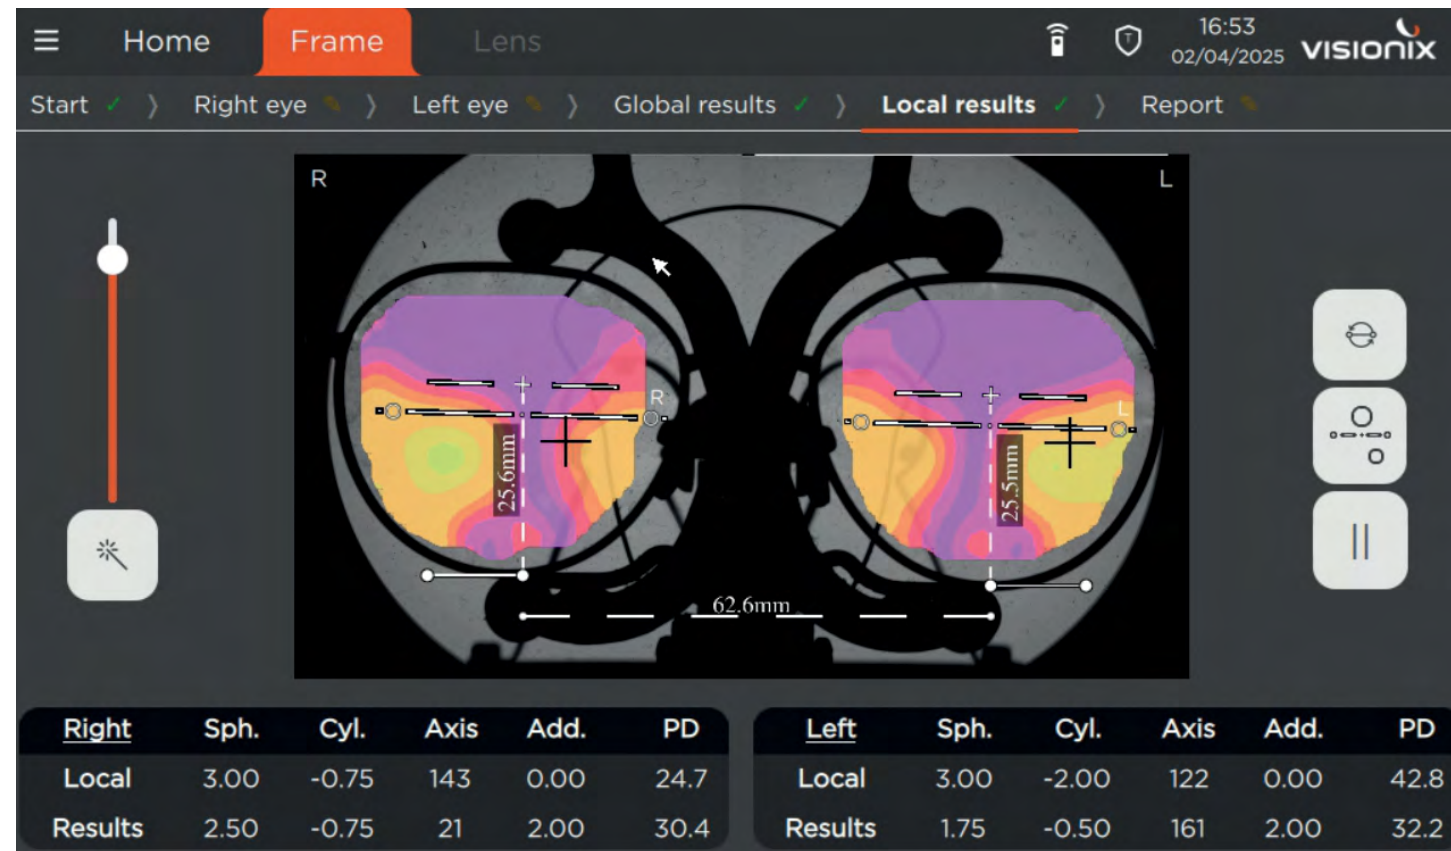 Home Frame Lens 16:53
02/04/2025 VISIONIX
Start Right eye Left eye Global results Local results Report
R L
R
L
25.6mm
25.5mm
62.6mm
Right Sph. Cyl. Axis Add. PD
Local 3.00 -0.75 143 0.00 24.7
Results 2.50 -0.75 21 2.00 30.4
Left Sph. Cyl. Axis Add. PD
Local 3.00 -2.00 122 0.00 42.8
Results 1.75 -0.50 161 2.00 32.2